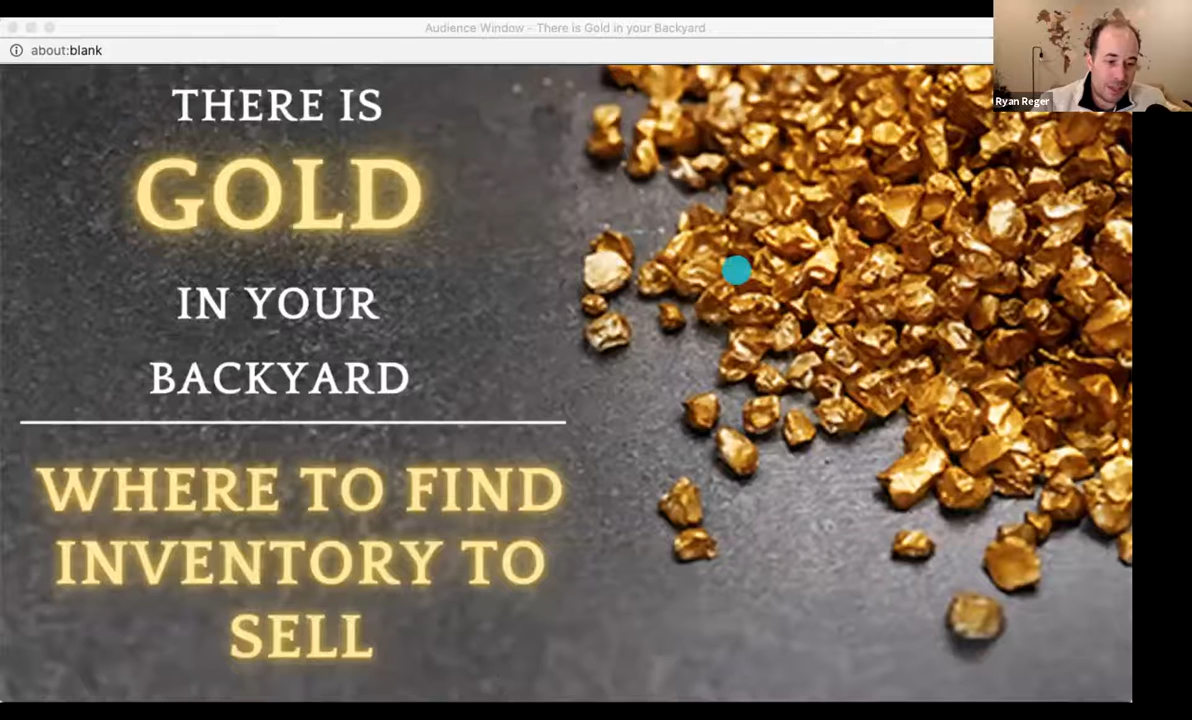 Audience Window - There is Gold in your Backyard
about:blank
Ryan Reger
THERE IS
GOLD
IN YOUR
BACKYARD
WHERE TO FIND
INVENTORY TO
SELL